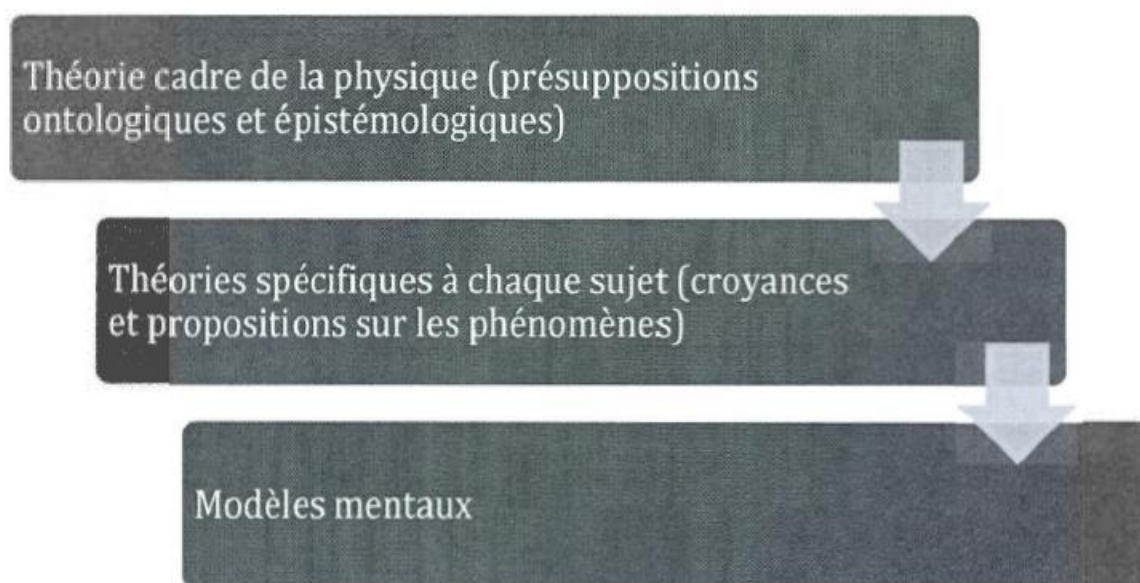 Théorie cadre de la physique (présuppositions
ontologiques et épistémologiques)
Théories spécifiques à chaque sujet (croyances
et propositions sur les phénomènes)
Modèles mentaux